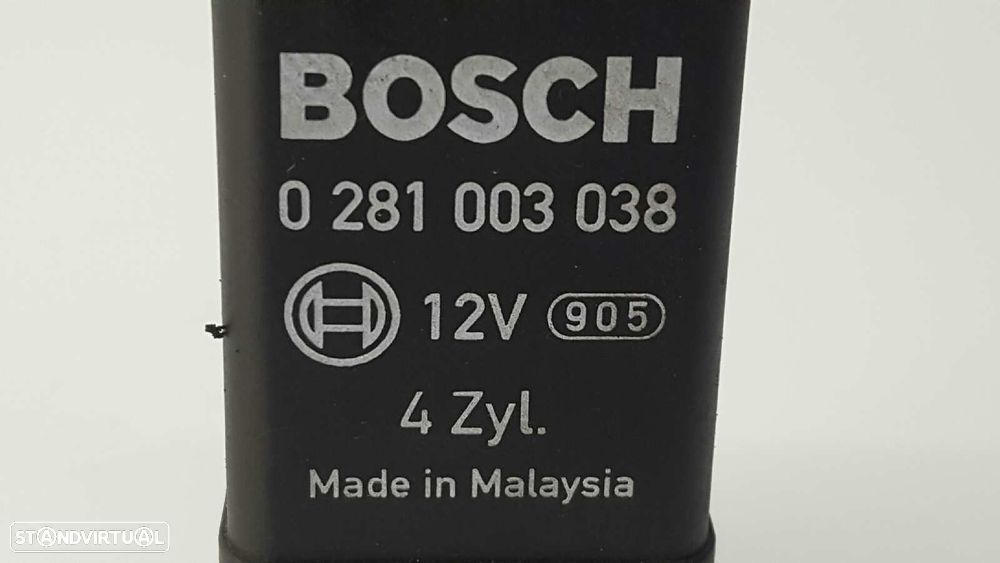 BOSCH
0 281 003 038
12V 905
4 Zyl.
Made in Malaysia
STANDVIRTUAL